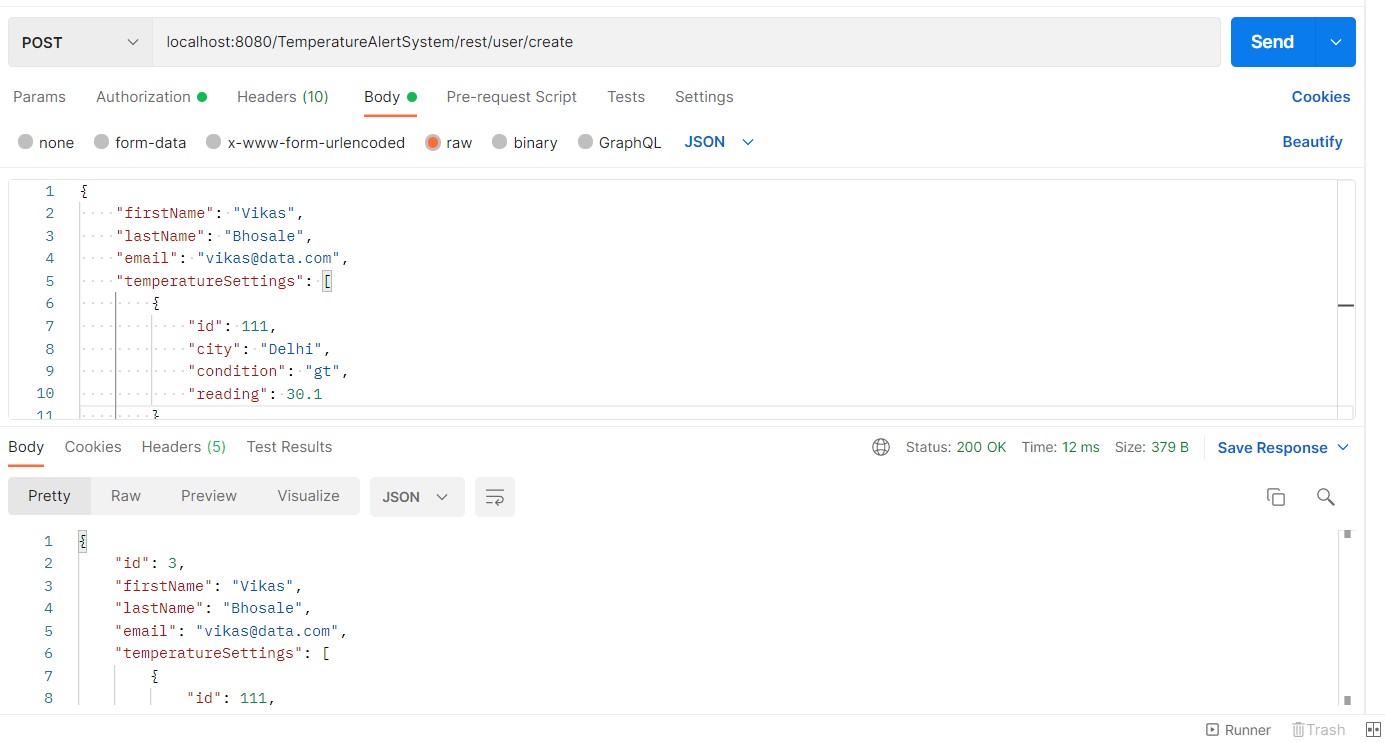 POST localhost:8080/TemperatureAlertSystem/rest/user/create Send
Params Authorization Headers (10) Body Pre-request Script Tests Settings Cookies
none form-data x-www-form-urlencoded raw binary GraphQL JSON Beautify
1 {
2 "firstName": "Vikas",
3 "lastName": "Bhosale",
4 "email": "vikas@data.com",
5 "temperatureSettings": [
6 {
7 "id": 111,
8 "city": "Delhi",
9 "condition": "gt",
10 "reading": 30.1
11 }
Body Cookies Headers (5) Test Results Status: 200 OK Time: 12 ms Size: 379 B Save Response
Pretty Raw Preview Visualize JSON
1 {
2 "id": 3,
3 "firstName": "Vikas",
4 "lastName": "Bhosale",
5 "email": "vikas@data.com",
6 "temperatureSettings": [
7 {
8 "id": 111,
Runner Trash